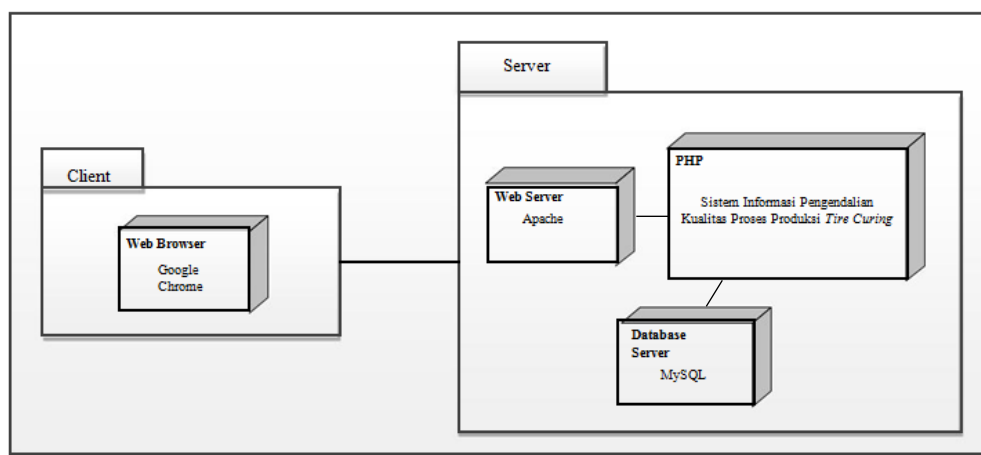 Server
Client
Web Browser
Google
Chrome
Web Server
Apache
PHP
Sistem Informasi Pengendalian
Kualitas Proses Produksi Tire Curing
Database
Server
MySQL